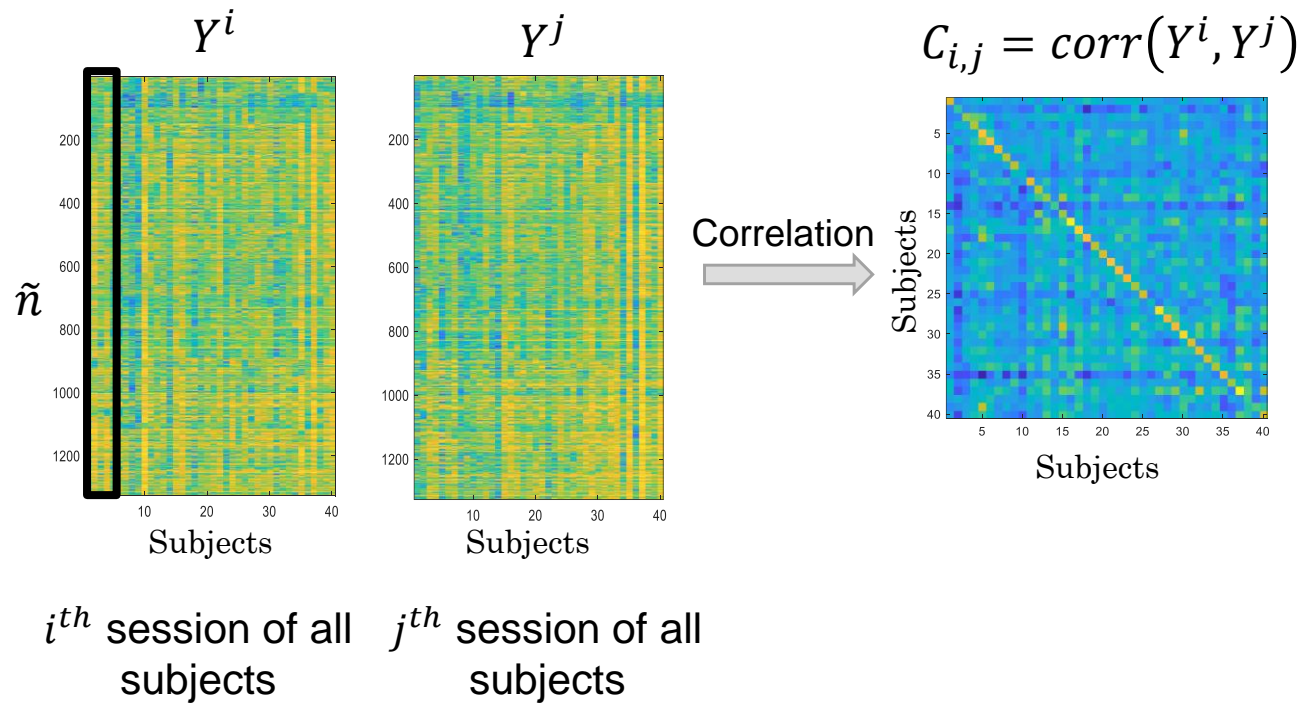 Y^i
Y^j
C_{i,j} = corr(Y^i, Y^j)
ñ
200
400
600
800
1000
1200
10
20
30
40
Subjects
200
400
600
800
1000
1200
10
20
30
40
Subjects
Correlation
Subjects
5
10
15
20
25
30
35
40
5
10
15
20
25
30
35
40
Subjects
i^{th} session of all
subjects
j^{th} session of all
subjects